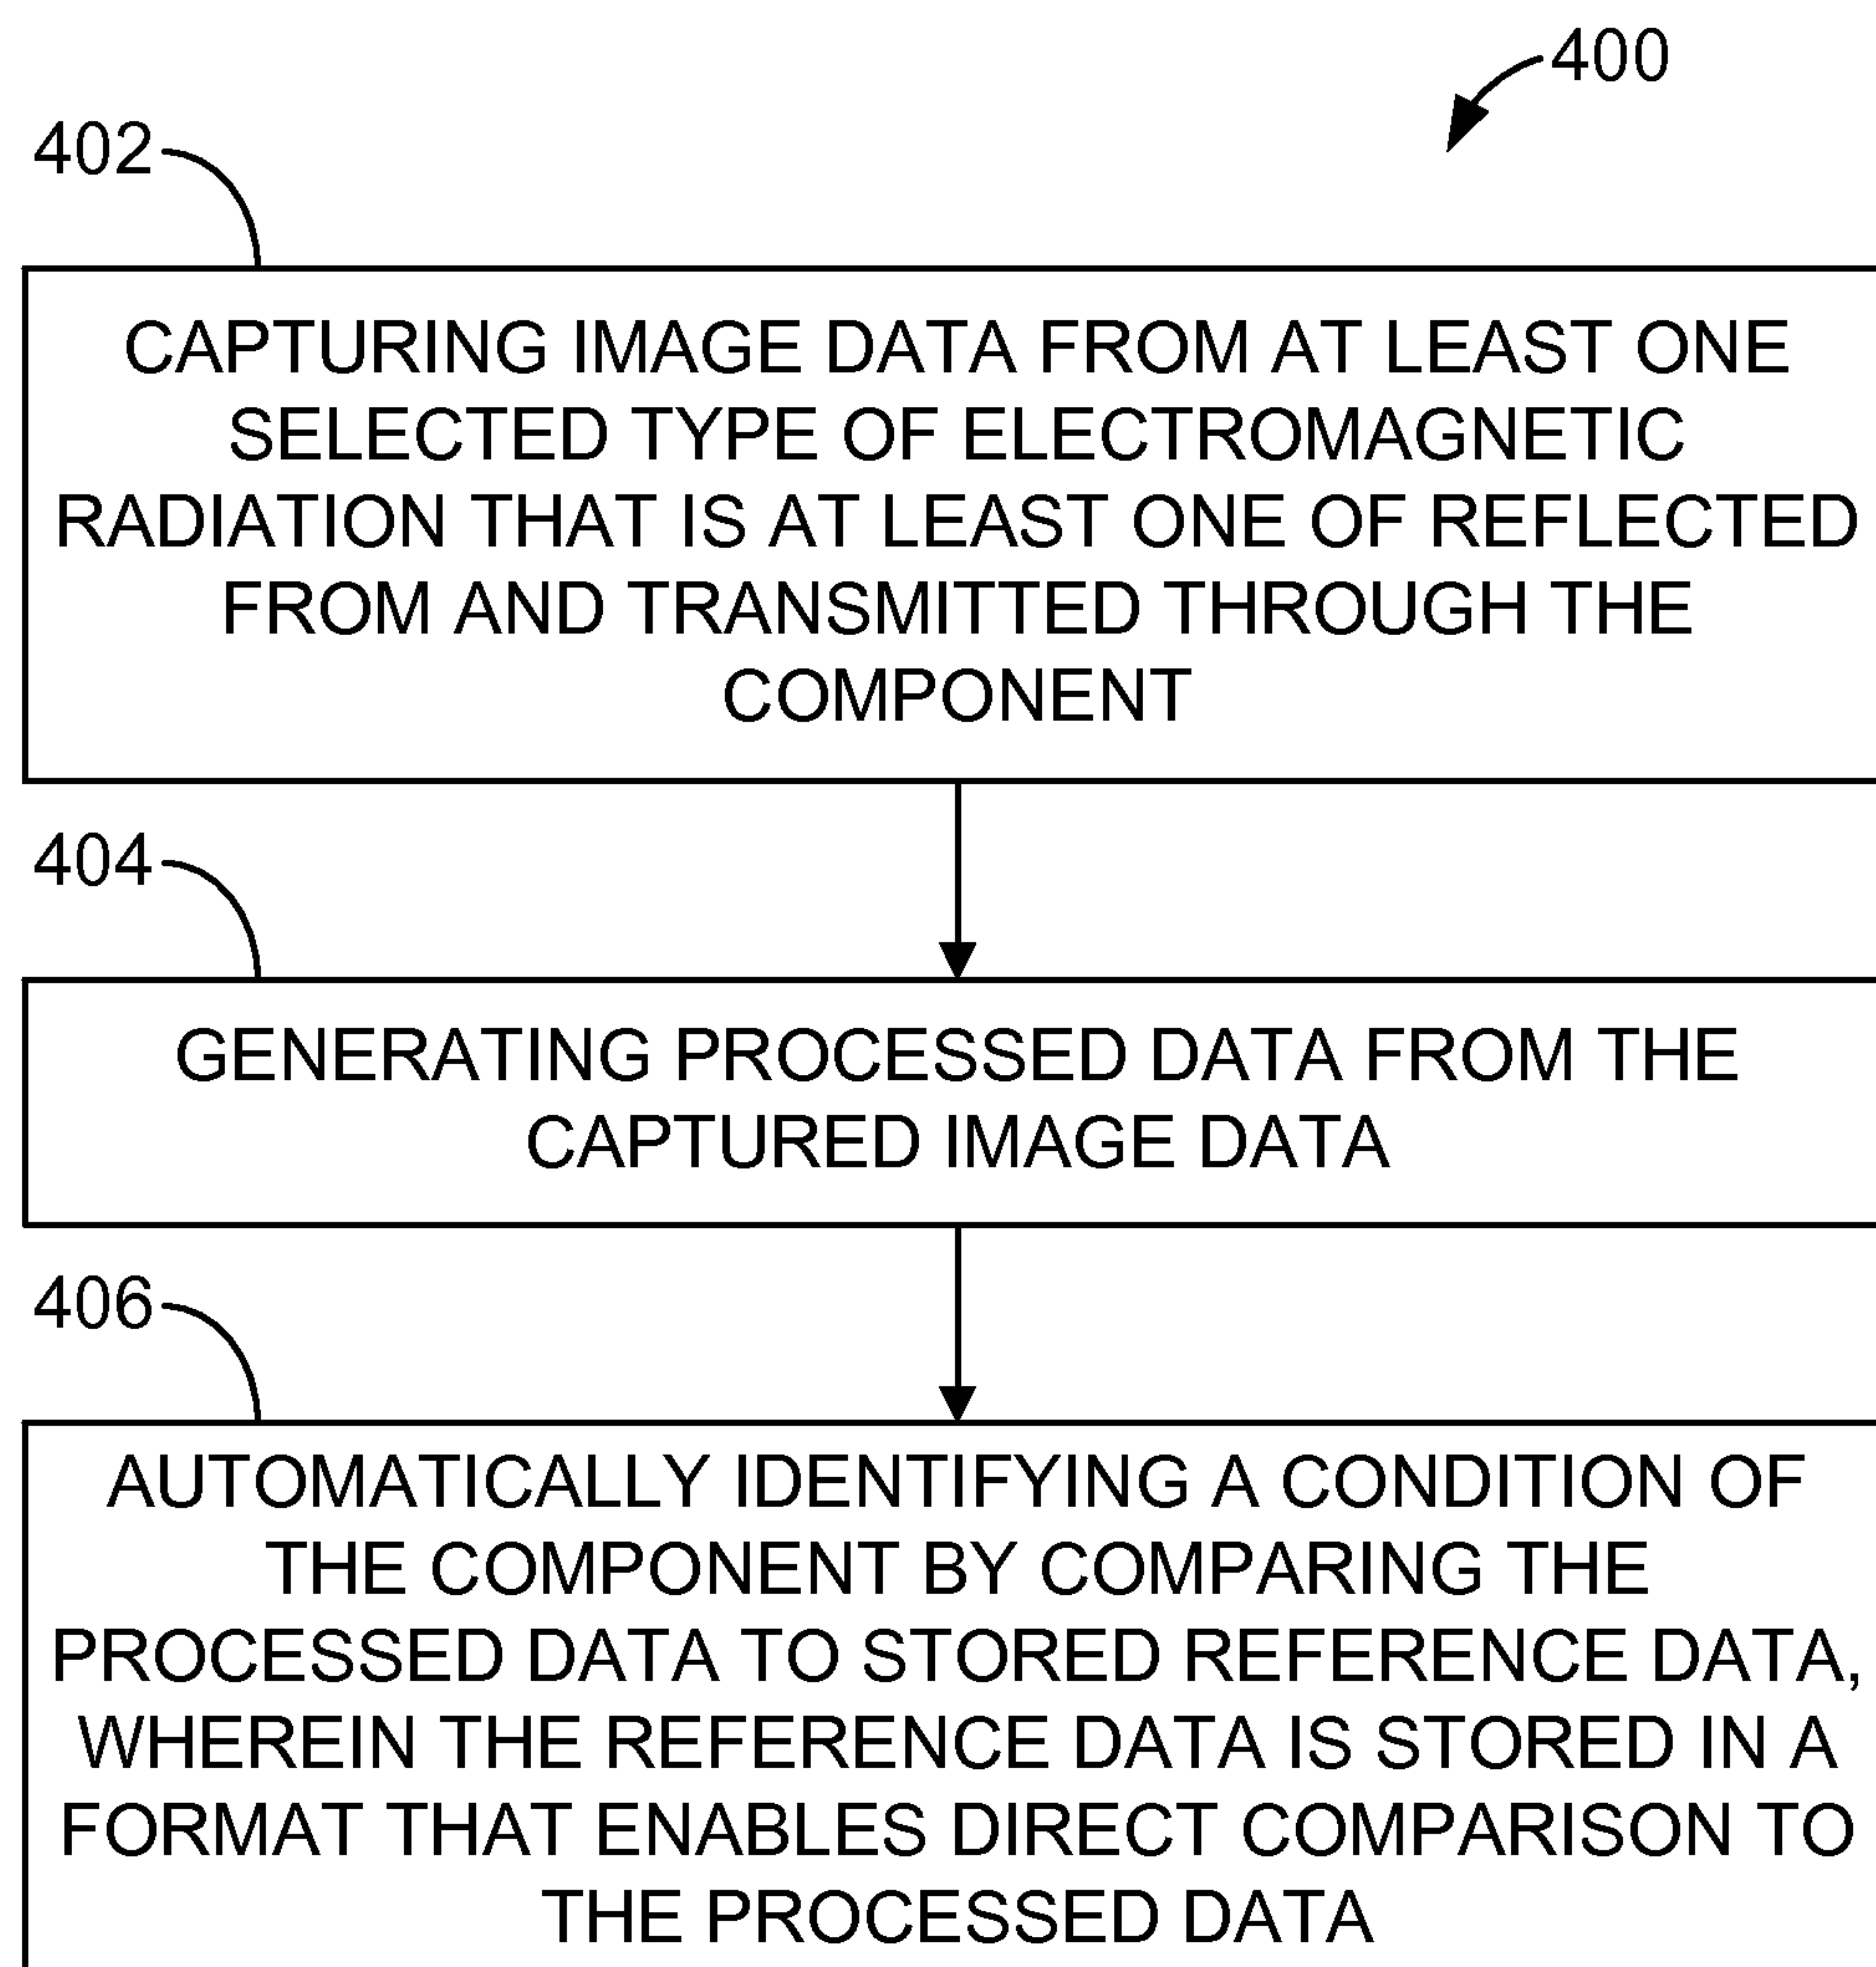 400
402
CAPTURING IMAGE DATA FROM AT LEAST ONE
SELECTED TYPE OF ELECTROMAGNETIC
RADIATION THAT IS AT LEAST ONE OF REFLECTED
FROM AND TRANSMITTED THROUGH THE
COMPONENT
404
GENERATING PROCESSED DATA FROM THE
CAPTURED IMAGE DATA
406
AUTOMATICALLY IDENTIFYING A CONDITION OF
THE COMPONENT BY COMPARING THE
PROCESSED DATA TO STORED REFERENCE DATA,
WHEREIN THE REFERENCE DATA IS STORED IN A
FORMAT THAT ENABLES DIRECT COMPARISON TO
THE PROCESSED DATA